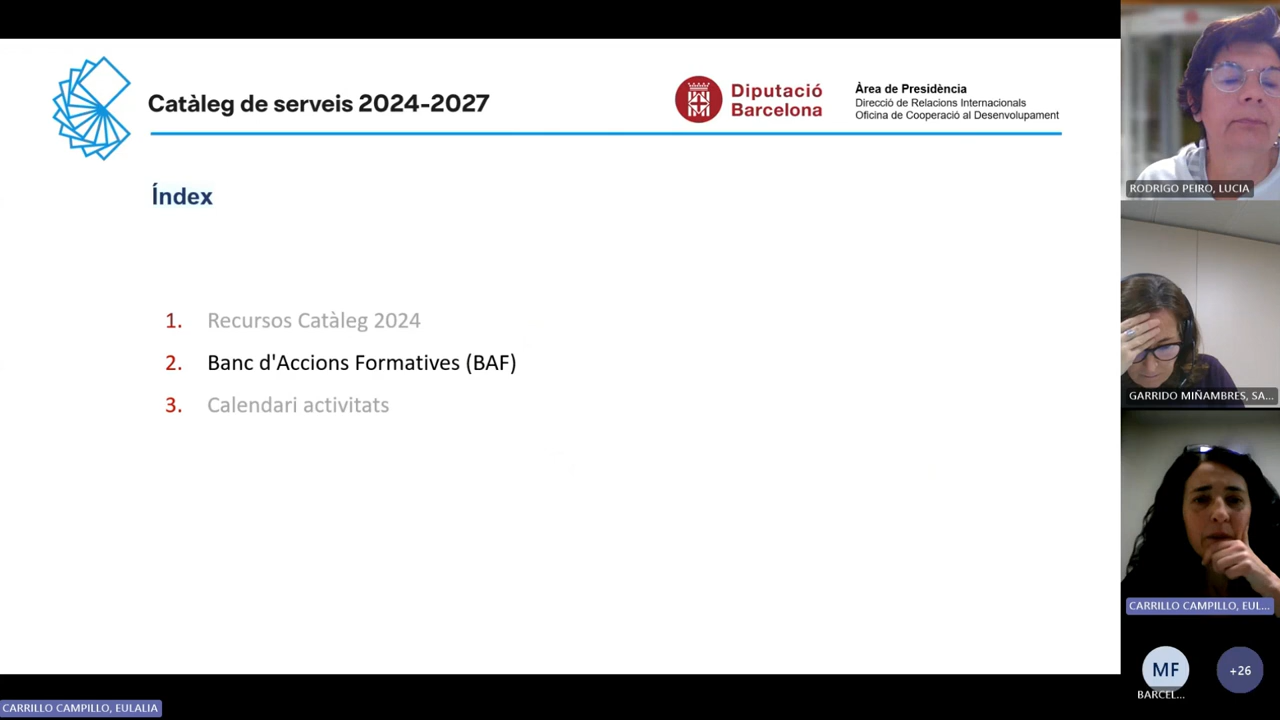 Catàleg de serveis 2024-2027
Diputació
Barcelona
Àrea de Presidència
Direcció de Relacions Internacionals
Oficina de Cooperació al Desenvolupament
Índex
1. Recursos Catàleg 2024
2. Banc d'Accions Formatives (BAF)
3. Calendari activitats
RODRIGO PEIRO, LUCIA
GARRIDO MIÑAMBRES, SA...
CARRILLO CAMPILLO, EUL...
MF
+26
BARCEL...
CARRILLO CAMPILLO, EULALIA